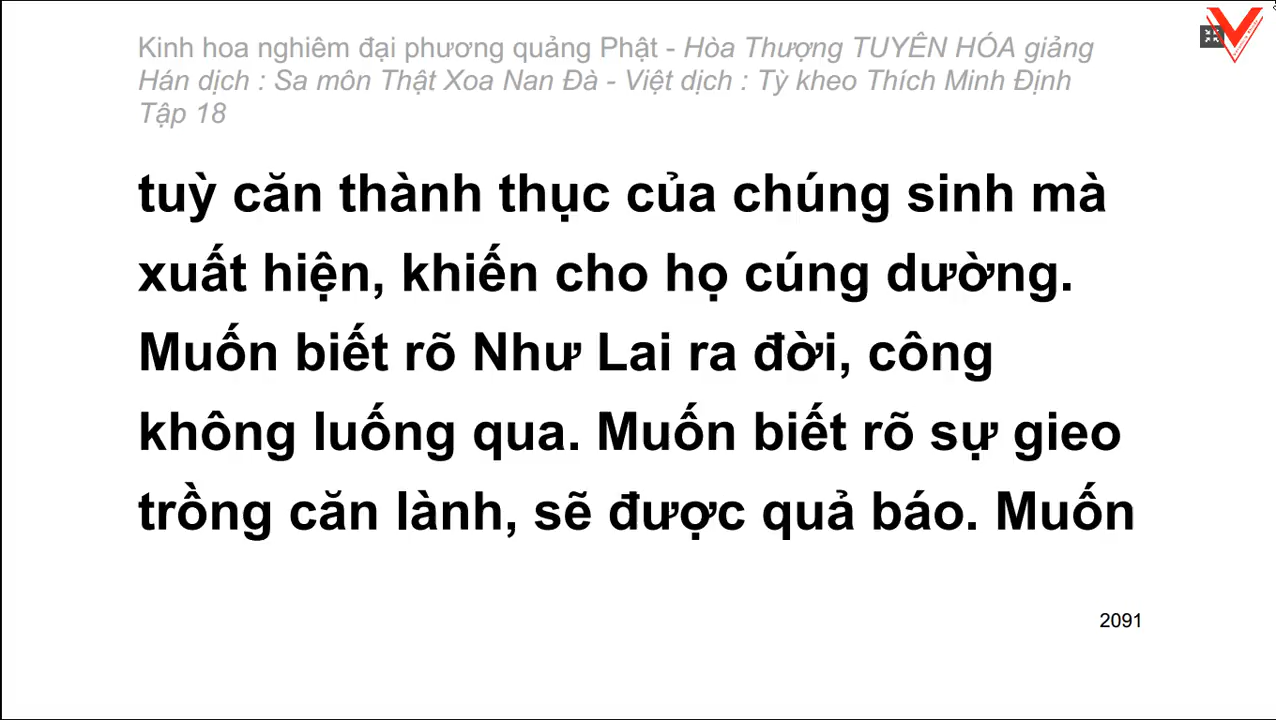 Kinh hoa nghiêm đại phương quảng Phật - Hòa Thượng TUYÊN HÓA giảng
Hán dịch : Sa môn Thật Xoa Nan Đà - Việt dịch : Tỳ kheo Thích Minh Định
Tập 18
tuỳ căn thành thục của chúng sinh mà
xuất hiện, khiến cho họ cúng dường.
Muốn biết rõ Như Lai ra đời, công
không luống qua. Muốn biết rõ sự gieo
trồng căn lành, sẽ được quả báo. Muốn
2091